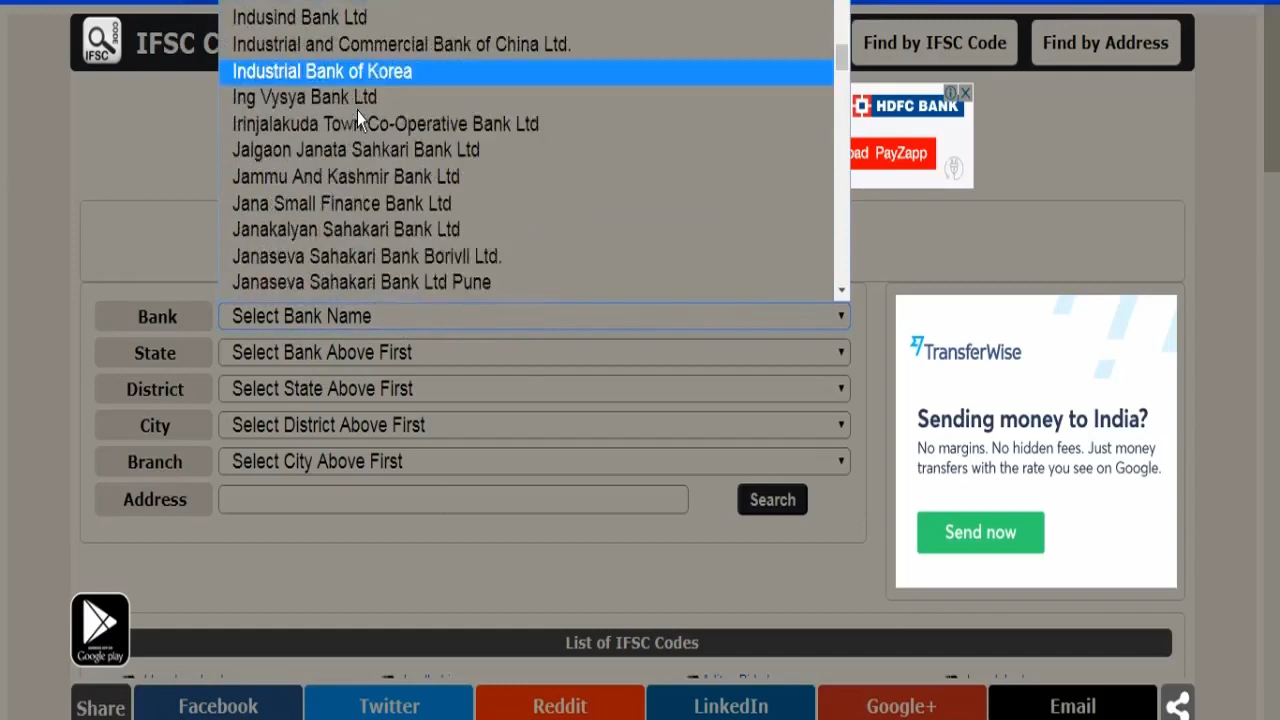 Indusind Bank Ltd
Industrial and Commercial Bank of China Ltd.
Industrial Bank of Korea
Ing Vysya Bank Ltd
Irinjalakuda Town Co-Operative Bank Ltd
Jalgaon Janata Sahkari Bank Ltd
Jammu And Kashmir Bank Ltd
Jana Small Finance Bank Ltd
Janakalyan Sahakari Bank Ltd
Janaseva Sahakari Bank Borivli Ltd.
Janaseva Sahakari Bank Ltd Pune
IFSC CODE
IFSC C
Find by IFSC Code
Find by Address
HDFC BANK
oad PayZapp
Bank Select Bank Name
State Select Bank Above First
District Select State Above First
City Select District Above First
Branch Select City Above First
Address
Search
TransferWise
Sending money to India?
No margins. No hidden fees. Just money
transfers with the rate you see on Google.
Send now
Google play
List of IFSC Codes
Share Facebook Twitter Reddit LinkedIn Google+ Email